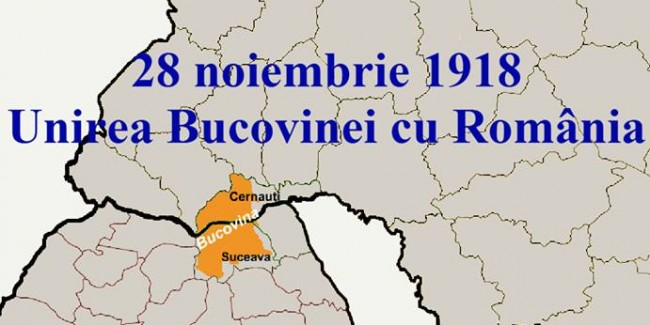 28 noiembrie 1918
Unirea Bucovinei cu România
Cernauti
Bucovina
Suceava